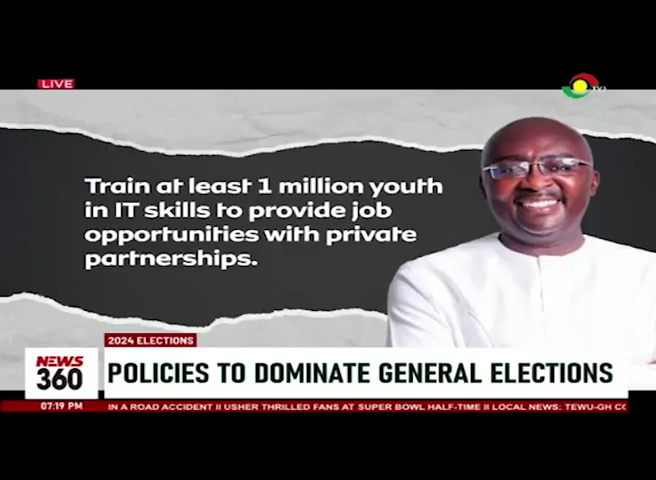 LIVE
Train at least 1 million youth
in IT skills to provide job
opportunities with private
partnerships.
2024 ELECTIONS
NEWS
360
POLICIES TO DOMINATE GENERAL ELECTIONS
07:19 PM
IN A ROAD ACCIDENT II USHER THRILLED FANS AT SUPER BOWL HALF-TIME II LOCAL NEWS: TEWU-GH